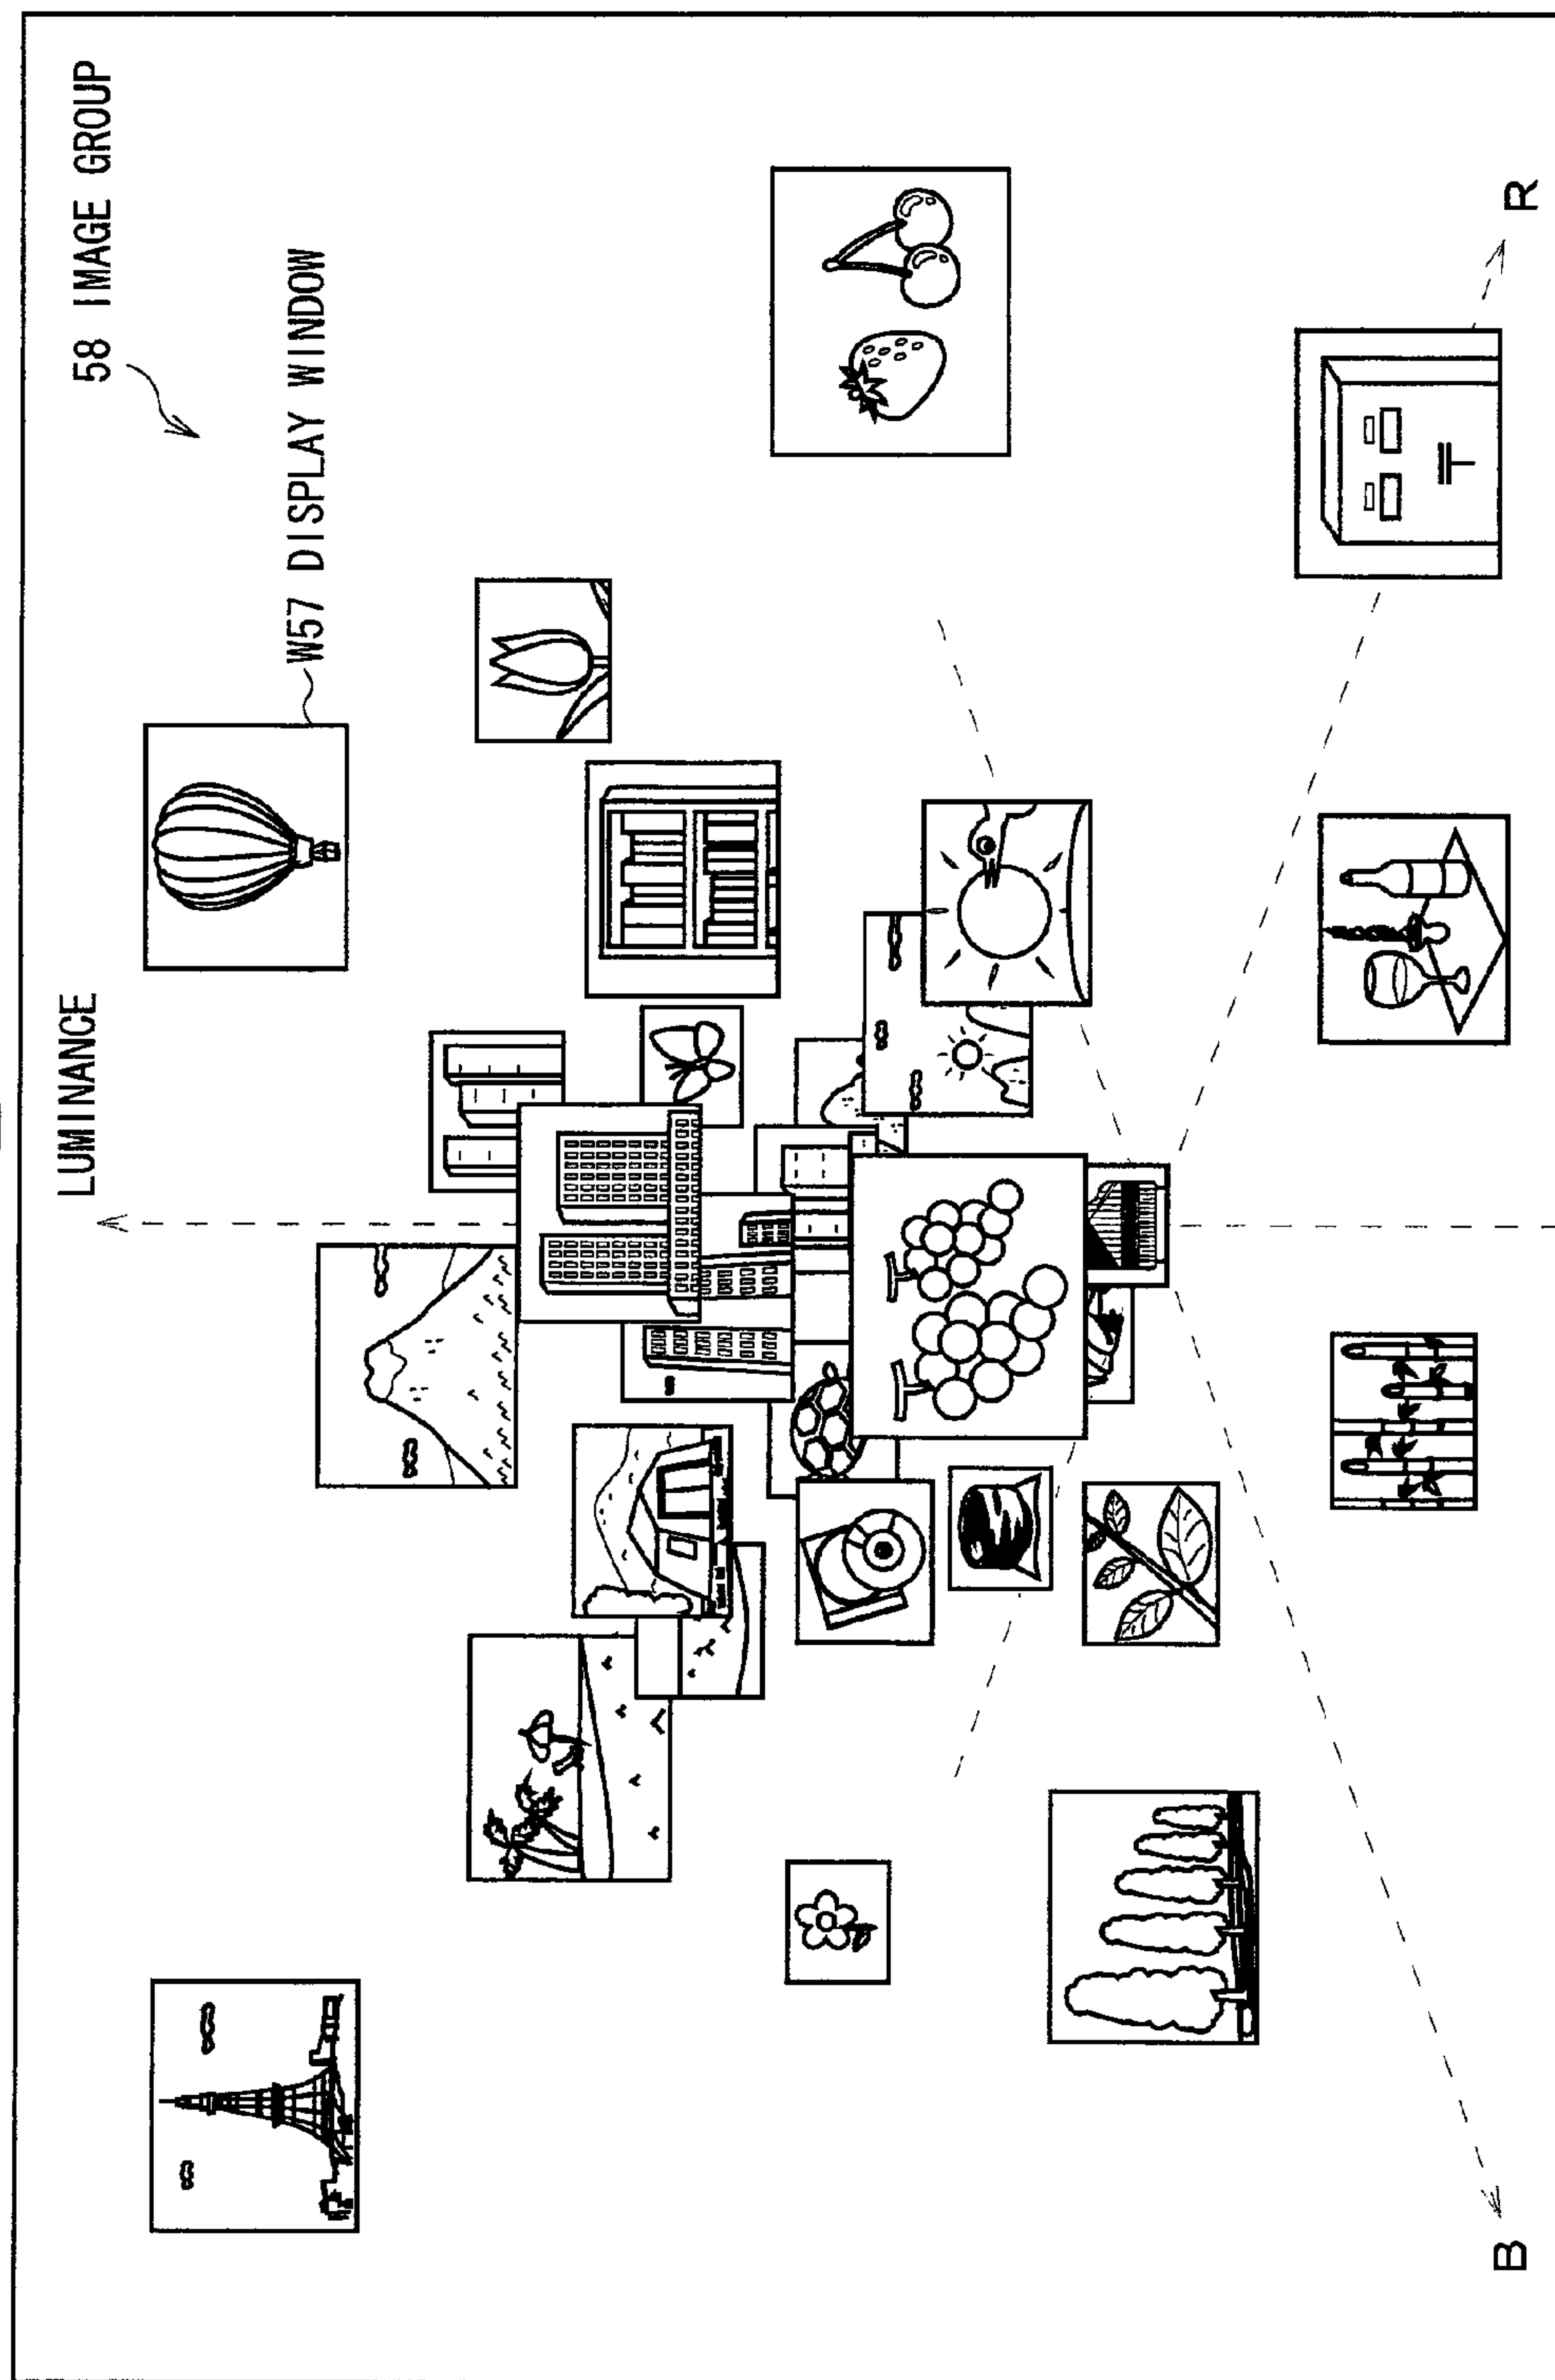 58 IMAGE GROUP
LUMINANCE
W57 DISPLAY WINDOW
B
R